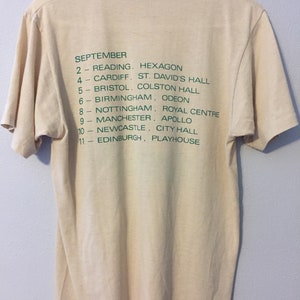 SEPTEMBER
2 - READING, HEXAGON
4 - CARDIFF, ST. DAVID'S HALL
5 - BRISTOL, COLSTON HALL
6 - BIRMINGHAM, ODEON
8 - NOTTINGHAM, ROYAL CENTRE
9 - MANCHESTER, APOLLO
10 - NEWCASTLE, CITY HALL
11 - EDINBURGH, PLAYHOUSE